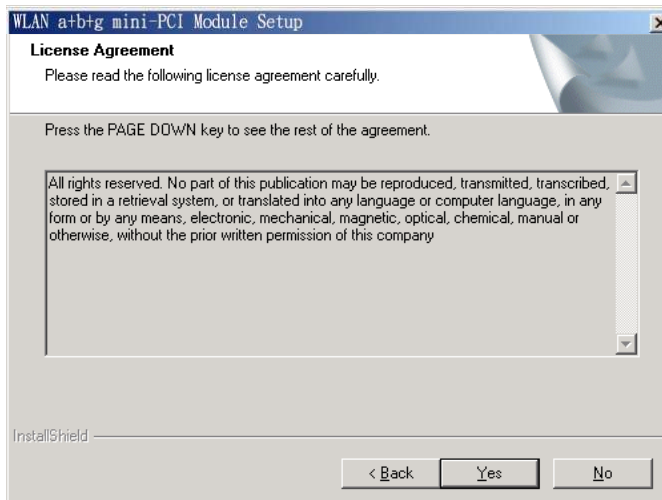 WLAN a+b+g mini-PCI Module Setup
License Agreement
Please read the following license agreement carefully.
Press the PAGE DOWN key to see the rest of the agreement.
All rights reserved. No part of this publication may be reproduced, transmitted, transcribed,
stored in a retrieval system, or translated into any language or computer language, in any
form or by any means, electronic, mechanical, magnetic, optical, chemical, manual or
otherwise, without the prior written permission of this company
InstallShield
< Back
Yes
No